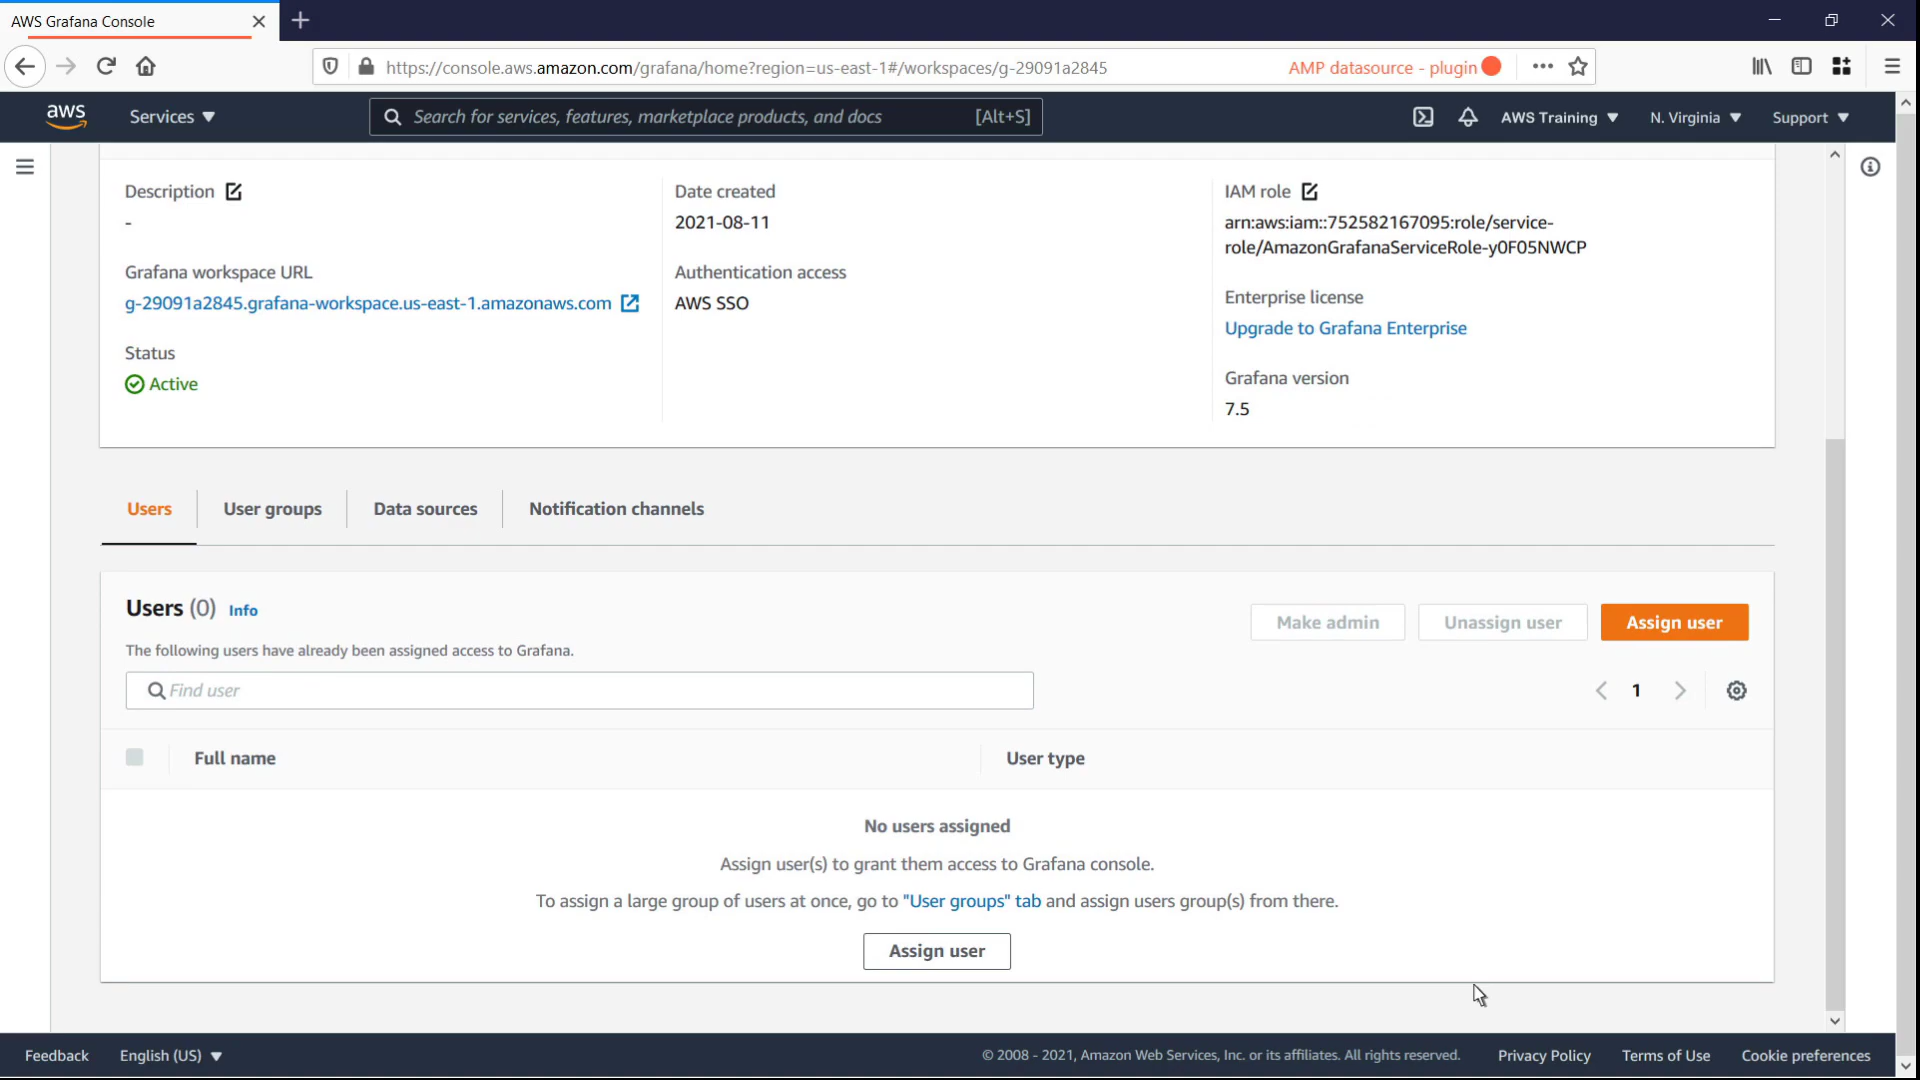 AWS Grafana Console
https://console.aws.amazon.com/grafana/home?region=us-east-1#/workspaces/g-29091a2845
AMP datasource - plugin
aws
Services
Search for services, features, marketplace products, and docs
[Alt+S]
AWS Training
N. Virginia
Support
Description
-
Grafana workspace URL
g-29091a2845.grafana-workspace.us-east-1.amazonaws.com
Status
Active
Date created
2021-08-11
Authentication access
AWS SSO
IAM role
arn:aws:iam::752582167095:role/service-
role/AmazonGrafanaServiceRole-y0F05NWCP
Enterprise license
Upgrade to Grafana Enterprise
Grafana version
7.5
Users
User groups
Data sources
Notification channels
Users (0) Info
Make admin
Unassign user
Assign user
The following users have already been assigned access to Grafana.
Find user
1
Full name
User type
No users assigned
Assign user(s) to grant them access to Grafana console.
To assign a large group of users at once, go to "User groups" tab and assign users group(s) from there.
Assign user
Feedback
English (US)
© 2008 - 2021, Amazon Web Services, Inc. or its affiliates. All rights reserved.
Privacy Policy
Terms of Use
Cookie preferences